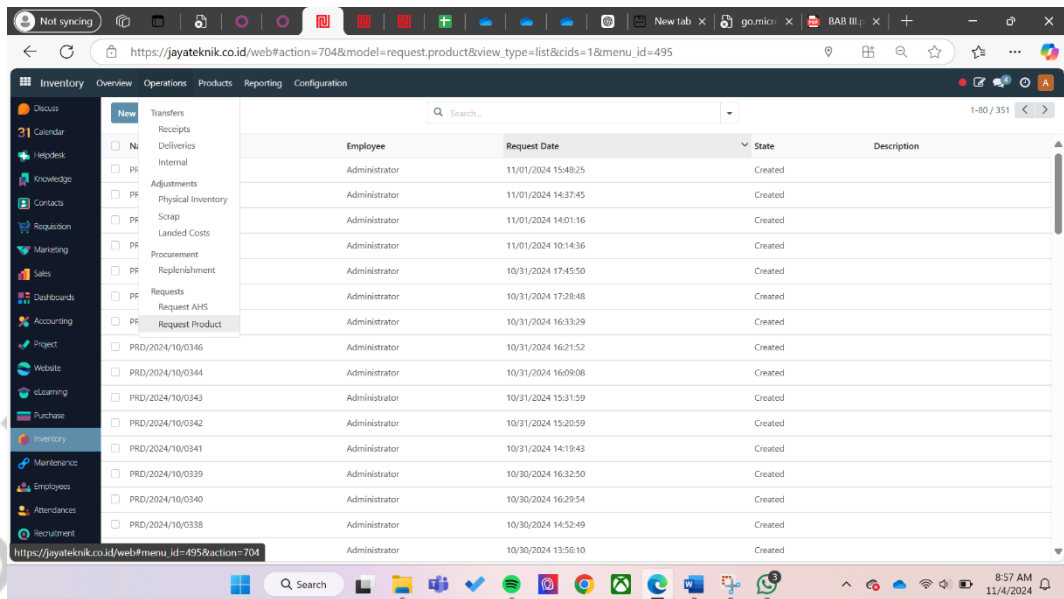 Not syncing
New tab
go.micr
BAB III.p
https://jayateknik.co.id/web#action=704&model=request.product&view_type=list&cids=1&menu_id=495
Inventory Overview Operations Products Reporting Configuration
4
A
Discuss
Calendar
Helpdesk
Knowledge
Contacts
Requisition
Marketing
Sales
Dashboards
Accounting
Project
Website
eLearning
Purchase
Inventory
Maintenance
Employees
Attendances
Recruitment
New
Search...
1-80 / 351
Transfers
Receipts
Deliveries
Internal
Adjustments
Physical Inventory
Scrap
Landed Costs
Procurement
Replenishment
Requests
Request AHS
Request Product
Employee Request Date State Description
Administrator 11/01/2024 15:48:25 Created
Administrator 11/01/2024 14:37:45 Created
Administrator 11/01/2024 14:01:16 Created
Administrator 11/01/2024 10:14:36 Created
Administrator 10/31/2024 17:45:50 Created
Administrator 10/31/2024 17:28:48 Created
Administrator 10/31/2024 16:33:29 Created
PRD/2024/10/0346 Administrator 10/31/2024 16:21:52 Created
PRD/2024/10/0344 Administrator 10/31/2024 16:09:08 Created
PRD/2024/10/0343 Administrator 10/31/2024 15:31:59 Created
PRD/2024/10/0342 Administrator 10/31/2024 15:20:59 Created
PRD/2024/10/0341 Administrator 10/31/2024 14:19:43 Created
PRD/2024/10/0339 Administrator 10/30/2024 16:32:50 Created
PRD/2024/10/0340 Administrator 10/30/2024 16:29:54 Created
PRD/2024/10/0338 Administrator 10/30/2024 14:52:49 Created
Administrator 10/30/2024 13:56:10 Created
https://jayateknik.co.id/web#menu_id=495&action=704
Search
3
8:57 AM
11/4/2024